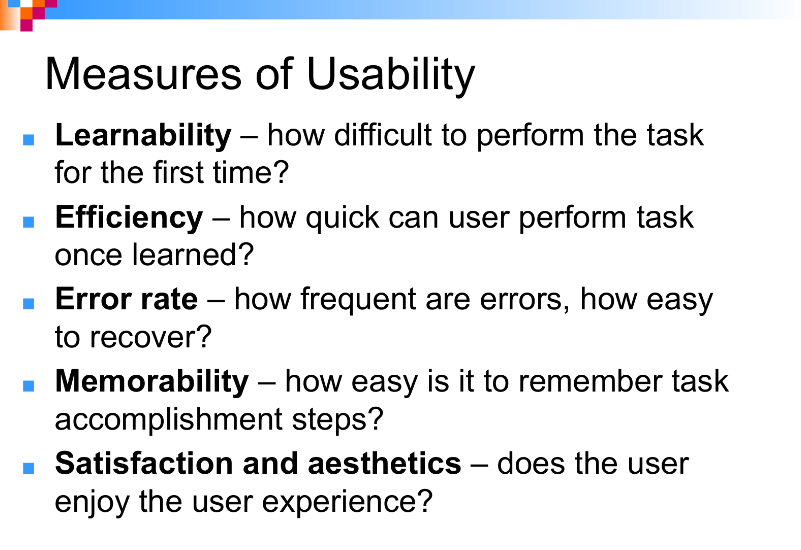 Measures of Usability
Learnability – how difficult to perform the task
for the first time?
Efficiency – how quick can user perform task
once learned?
Error rate – how frequent are errors, how easy
to recover?
Memorability – how easy is it to remember task
accomplishment steps?
Satisfaction and aesthetics – does the user
enjoy the user experience?